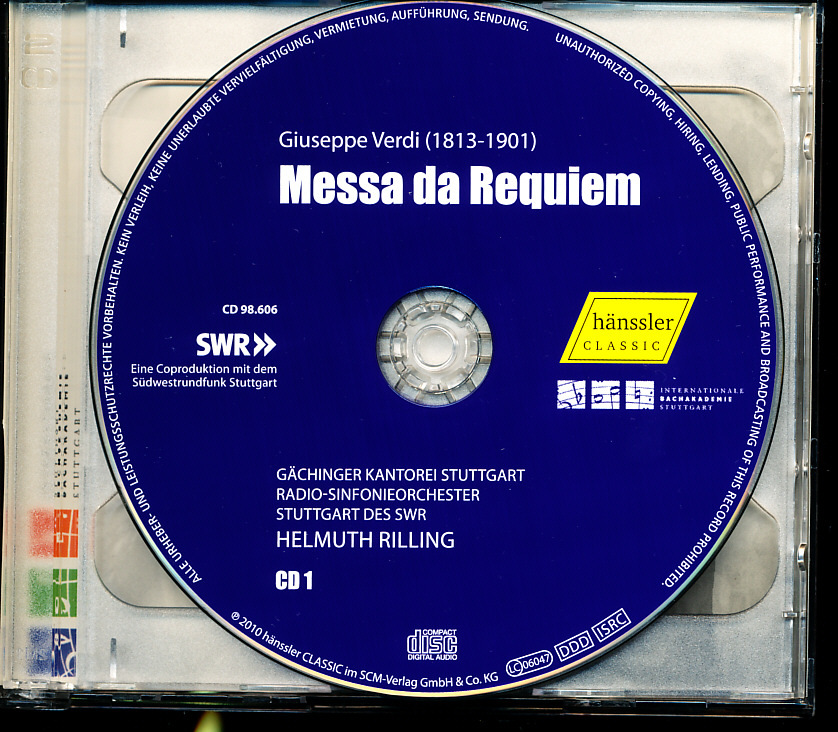 ALLE URHEBER- UND LEISTUNGSSCHUTZRECHTE VORBEHALTEN. KEIN VERLEIH, KEINE UNERLAUBTE VERVIELFÄLTIGUNG, VERMIETUNG, AUFFÜHRUNG, SENDUNG.
UNAUTHORIZED COPYING, HIRING, LENDING, PUBLIC PERFORMANCE AND BROADCASTING OF THIS RECORD PROHIBITED.
Giuseppe Verdi (1813-1901)
Messa da Requiem
CD 98.606
SWR»
Eine Coproduktion mit dem
Südwestrundfunk Stuttgart
hänssler
CLASSIC
INTERNATIONALE
BACHAKADEMIE
STUTTGART
GÄCHINGER KANTOREI STUTTGART
RADIO-SINFONIEORCHESTER
STUTTGART DES SWR
HELMUTH RILLING
CD 1
COMPACT
disc
DIGITAL AUDIO
℗ 2010 hänssler CLASSIC im SCM-Verlag GmbH & Co. KG
LC 06047
DDD
ISRC
BACHAKADEMIE
STUTTGART